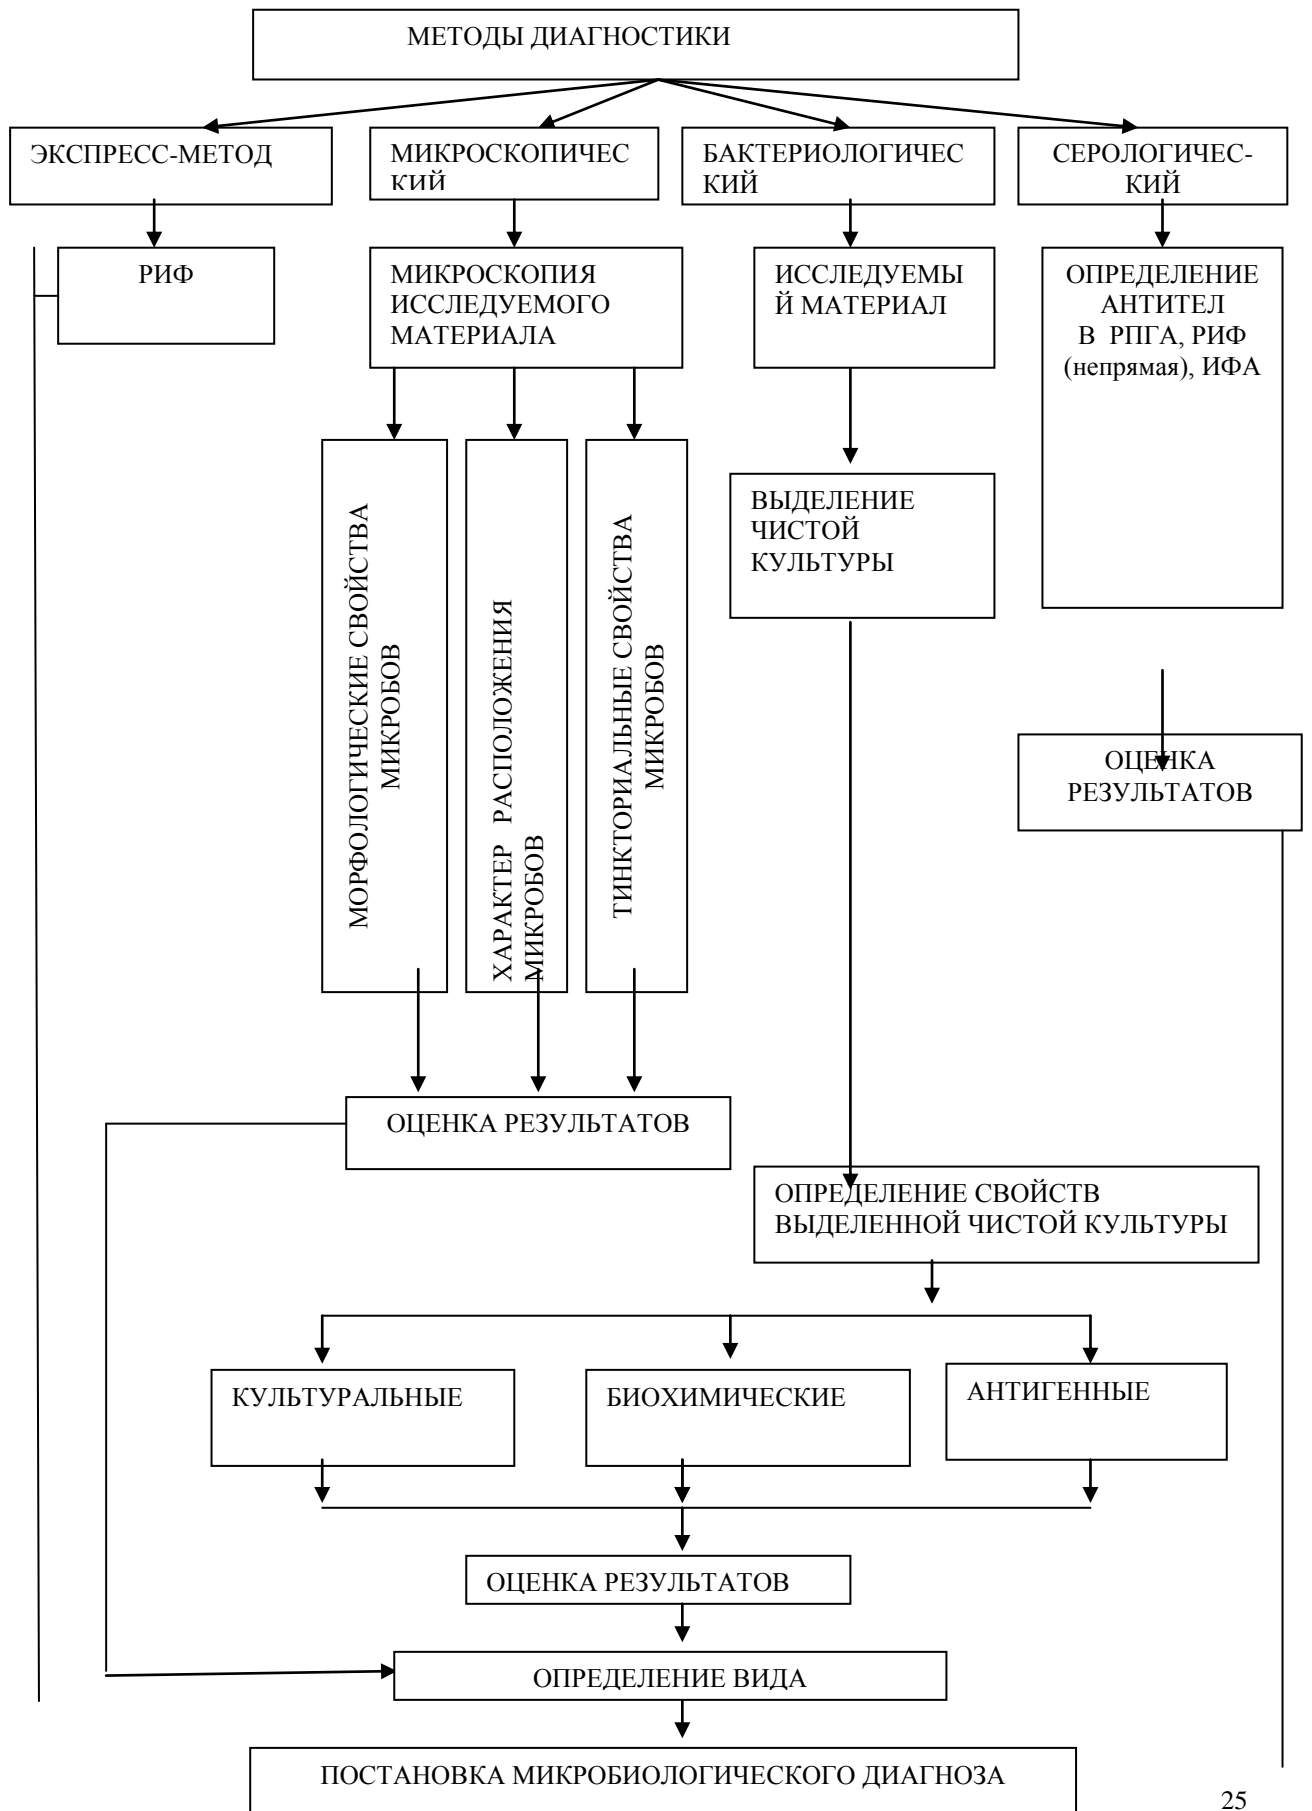 МЕТОДЫ ДИАГНОСТИКИ
ЭКСПРЕСС-МЕТОД
МИКРОСКОПИЧЕС
КИЙ
БАКТЕРИОЛОГИЧЕС
КИЙ
СЕРОЛОГИЧЕС-
КИЙ
РИФ
МИКРОСКОПИЯ
ИССЛЕДУЕМОГО
МАТЕРИАЛА
ИССЛЕДУЕМЫ
Й МАТЕРИАЛ
ОПРЕДЕЛЕНИЕ
АНТИТЕЛ
В РПГА, РИФ
(непрямая), ИФА
МОРФОЛОГИЧЕСКИЕ СВОЙСТВА
МИКРОБОВ
ХАРАКТЕР РАСПОЛОЖЕНИЯ
МИКРОБОВ
ТИНКТОРИАЛЬНЫЕ СВОЙСТВА
МИКРОБОВ
ВЫДЕЛЕНИЕ
ЧИСТОЙ
КУЛЬТУРЫ
ОЦЕНКА
РЕЗУЛЬТАТОВ
ОЦЕНКА РЕЗУЛЬТАТОВ
ОПРЕДЕЛЕНИЕ СВОЙСТВ
ВЫДЕЛЕННОЙ ЧИСТОЙ КУЛЬТУРЫ
КУЛЬТУРАЛЬНЫЕ
БИОХИМИЧЕСКИЕ
АНТИГЕННЫЕ
ОЦЕНКА РЕЗУЛЬТАТОВ
ОПРЕДЕЛЕНИЕ ВИДА
ПОСТАНОВКА МИКРОБИОЛОГИЧЕСКОГО ДИАГНОЗА
25